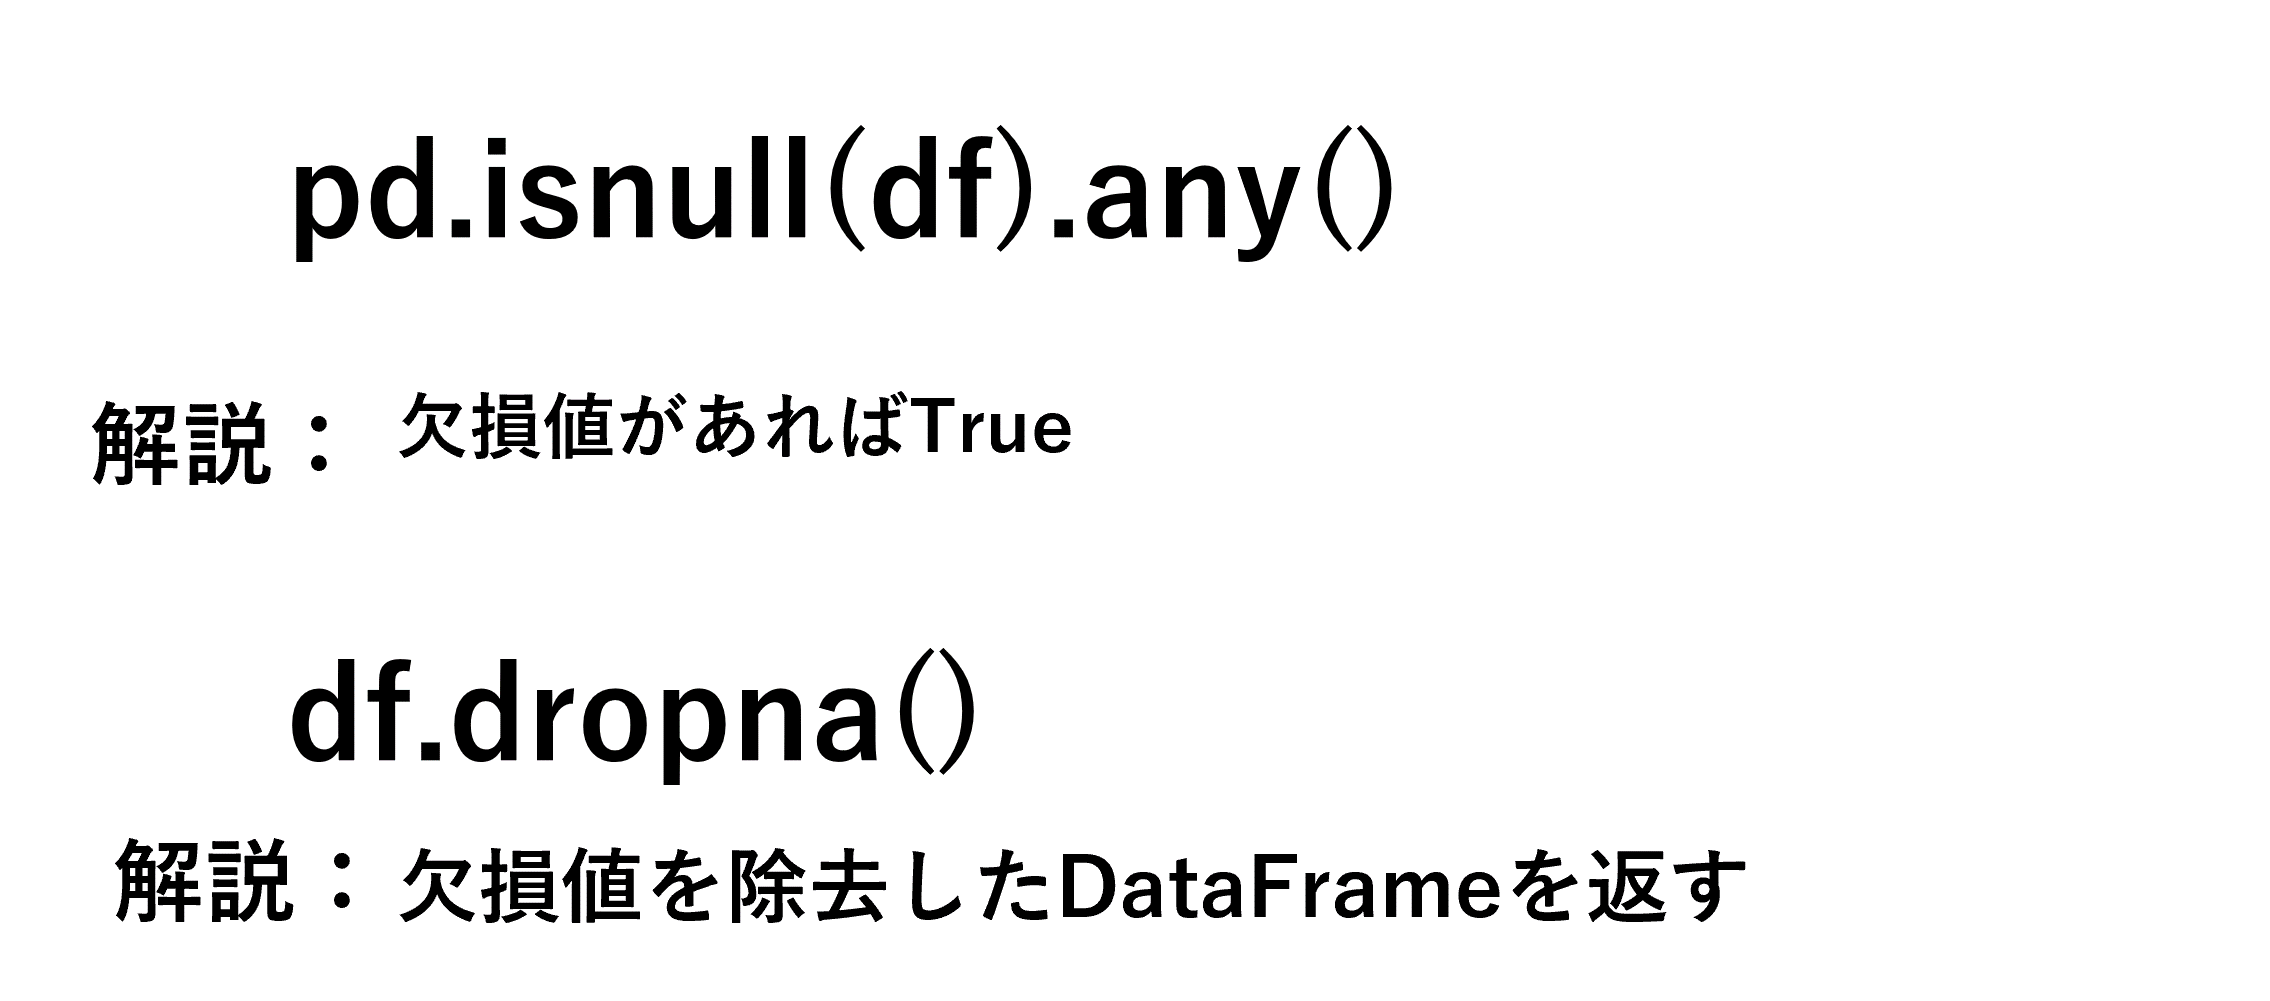 pd.isnull(df).any()
解説： 欠損値があればTrue
df.dropna()
解説：欠損値を除去したDataFrameを返す